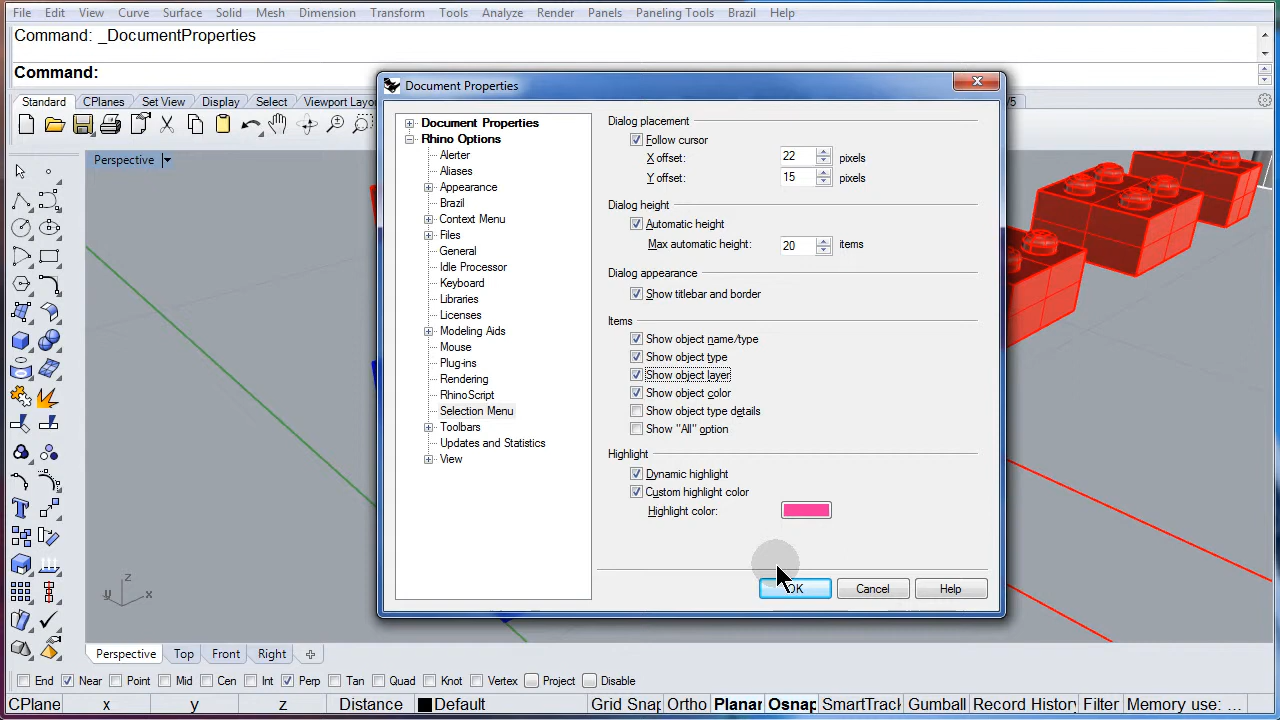 File Edit View Curve Surface Solid Mesh Dimension Transform Tools Analyze Render Panels Paneling Tools Brazil Help
Command: _DocumentProperties
Command:
Document Properties
Standard CPlanes Set View Display Select Viewport Layou
Perspective
Document Properties
Rhino Options
Alerter
Aliases
Appearance
Brazil
Context Menu
Files
General
Idle Processor
Keyboard
Libraries
Licenses
Modeling Aids
Mouse
Plug-ins
Rendering
RhinoScript
Selection Menu
Toolbars
Updates and Statistics
View
Dialog placement
Follow cursor
X offset: 22 pixels
Y offset: 15 pixels
Dialog height
Automatic height
Max automatic height: 20 items
Dialog appearance
Show titlebar and border
Items
Show object name/type
Show object type
Show object layer
Show object color
Show object type details
Show "All" option
Highlight
Dynamic highlight
Custom highlight color
Highlight color:
OK Cancel Help
z
y x
Perspective Top Front Right
End Near Point Mid Cen Int Perp Tan Quad Knot Vertex Project Disable
CPlane x y z Distance Default Grid Snap Ortho Planar Osnap SmartTrack Gumball Record History Filter Memory use: ...